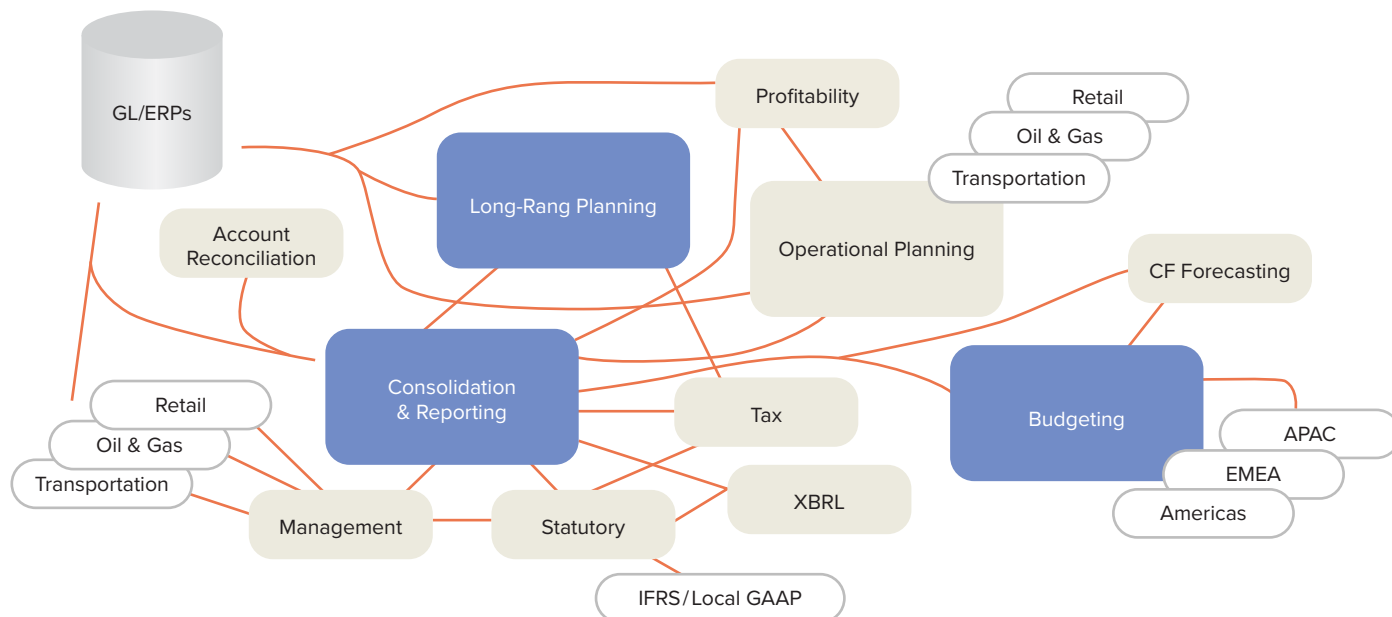 GL/ERPs
Profitability
Retail
Oil & Gas
Transportation
Long-Rang Planning
Account
Reconciliation
Operational Planning
CF Forecasting
Consolidation
& Reporting
Budgeting
Retail
Oil & Gas
Transportation
Tax
APAC
EMEA
Americas
Management
Statutory
XBRL
IFRS/Local GAAP